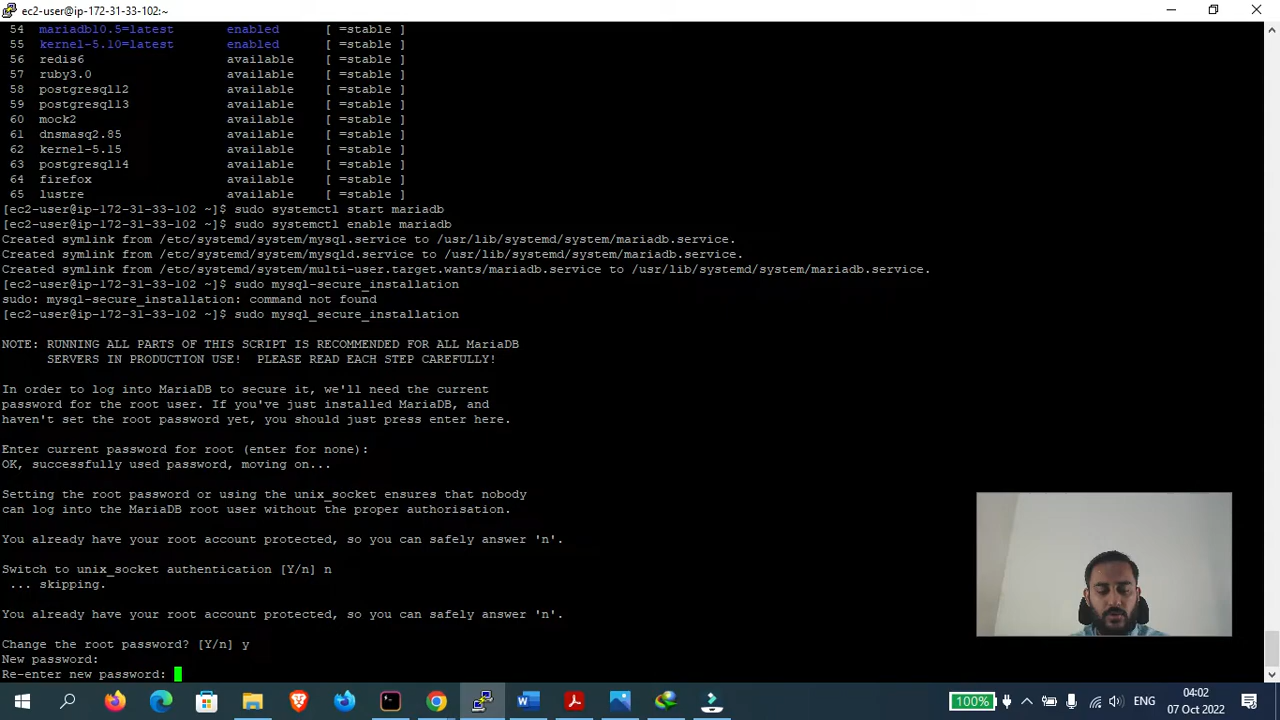 ec2-user@ip-172-31-33-102:~
54 mariadb10.5=latest enabled [ =stable ]
55 kernel-5.10=latest enabled [ =stable ]
56 redis6 available [ =stable ]
57 ruby3.0 available [ =stable ]
58 postgresql12 available [ =stable ]
59 postgresql13 available [ =stable ]
60 mock2 available [ =stable ]
61 dnsmasq2.85 available [ =stable ]
62 kernel-5.15 available [ =stable ]
63 postgresql14 available [ =stable ]
64 firefox available [ =stable ]
65 lustre available [ =stable ]
[ec2-user@ip-172-31-33-102 ~]$ sudo systemctl start mariadb
[ec2-user@ip-172-31-33-102 ~]$ sudo systemctl enable mariadb
Created symlink from /etc/systemd/system/mysql.service to /usr/lib/systemd/system/mariadb.service.
Created symlink from /etc/systemd/system/mysqld.service to /usr/lib/systemd/system/mariadb.service.
Created symlink from /etc/systemd/system/multi-user.target.wants/mariadb.service to /usr/lib/systemd/system/mariadb.service.
[ec2-user@ip-172-31-33-102 ~]$ sudo mysql-secure_installation
sudo: mysql-secure_installation: command not found
[ec2-user@ip-172-31-33-102 ~]$ sudo mysql_secure_installation
NOTE: RUNNING ALL PARTS OF THIS SCRIPT IS RECOMMENDED FOR ALL MariaDB
SERVERS IN PRODUCTION USE! PLEASE READ EACH STEP CAREFULLY!
In order to log into MariaDB to secure it, we'll need the current
password for the root user. If you've just installed MariaDB, and
haven't set the root password yet, you should just press enter here.
Enter current password for root (enter for none):
OK, successfully used password, moving on...
Setting the root password or using the unix_socket ensures that nobody
can log into the MariaDB root user without the proper authorisation.
You already have your root account protected, so you can safely answer 'n'.
Switch to unix_socket authentication [Y/n] n
... skipping.
You already have your root account protected, so you can safely answer 'n'.
Change the root password? [Y/n] y
New password:
Re-enter new password:
100%
ENG
04:02
07 Oct 2022